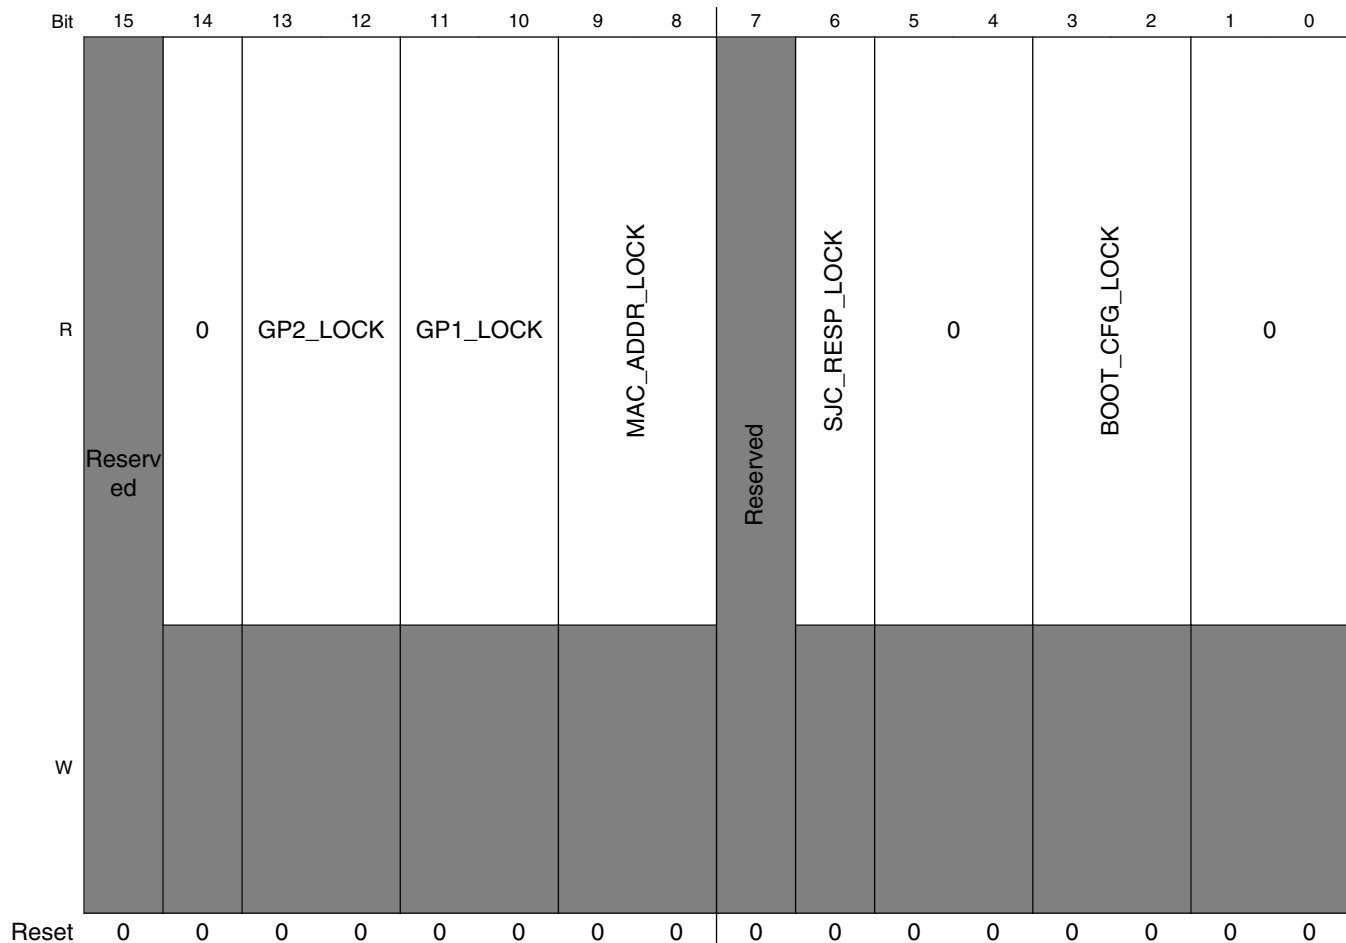 Bit 15 14 13 12 11 10 9 8 7 6 5 4 3 2 1 0
R Reserv
ed 0 GP2_LOCK GP1_LOCK MAC_ADDR_LOCK Reserved SJC_RESP_LOCK 0 BOOT_CFG_LOCK 0
W
Reset 0 0 0 0 0 0 0 0 0 0 0 0 0 0 0 0